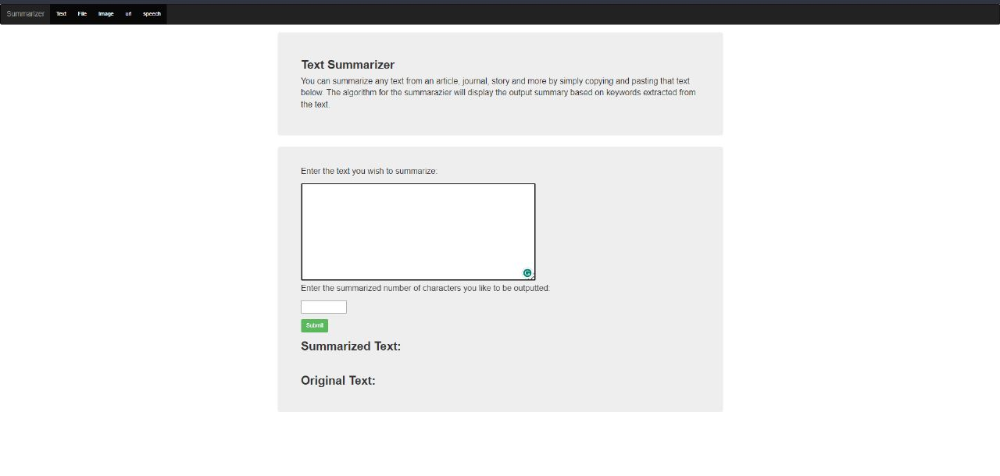 Summarizer Text File Image url speech
Text Summarizer
You can summarize any text from an article, journal, story and more by simply copying and pasting that text
below. The algorithm for the summarazier will display the output summary based on keywords extracted from
the text.
Enter the text you wish to summarize:
Enter the summarized number of characters you like to be outputted:
Submit
Summarized Text:
Original Text: